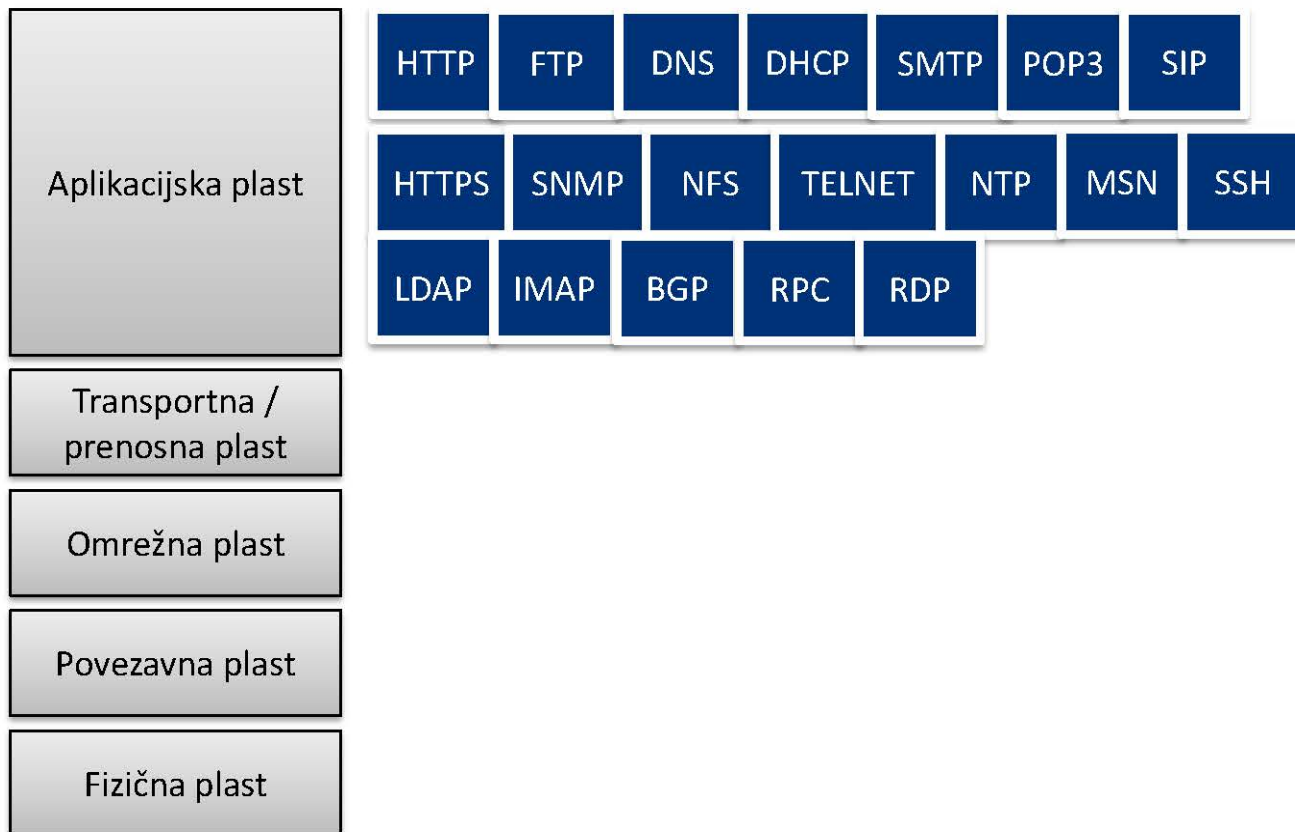 HTTP FTP DNS DHCP SMTP POP3 SIP
Aplikacijska plast
HTTPS SNMP NFS TELNET NTP MSN SSH
LDAP IMAP BGP RPC RDP
Transportna /
prenosna plast
Omrežna plast
Povezavna plast
Fizična plast